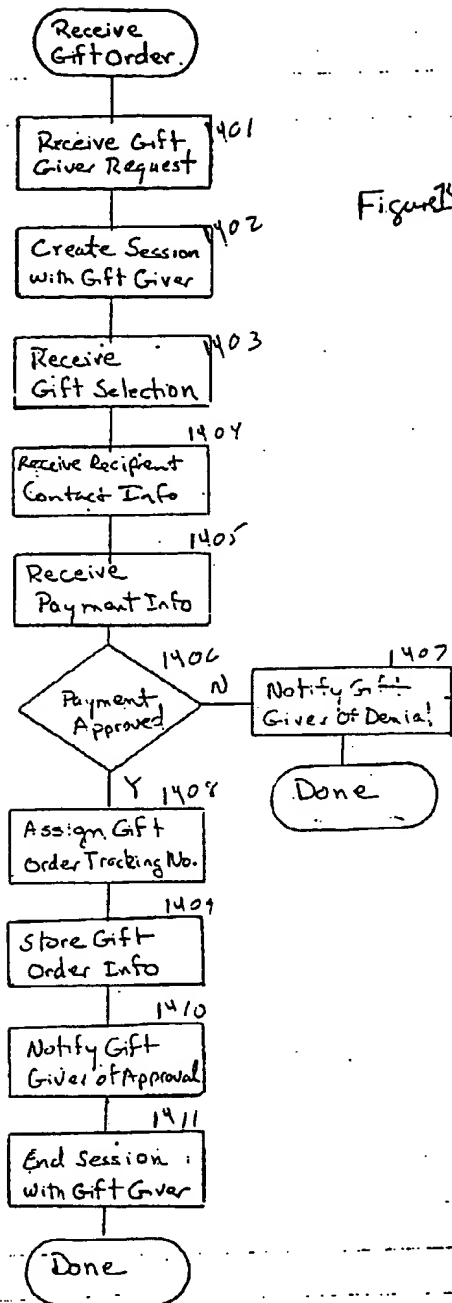 Receive
Gift Order.
1401
Receive Gift
Giver Request
Figure 14
1402
Create Session
with Gift Giver
1403
Receive
Gift Selection
1404
Receive Recipient
Contact Info
1405
Receive
Payment Info
1406
Payment
Approved
N
1407
Notify Gift
Giver of Denial
Done
Y
1408
Assign Gift
Order Tracking No.
1409
Store Gift
Order Info
1410
Notify Gift
Giver of Approval
1411
End Session
with Gift Giver
Done